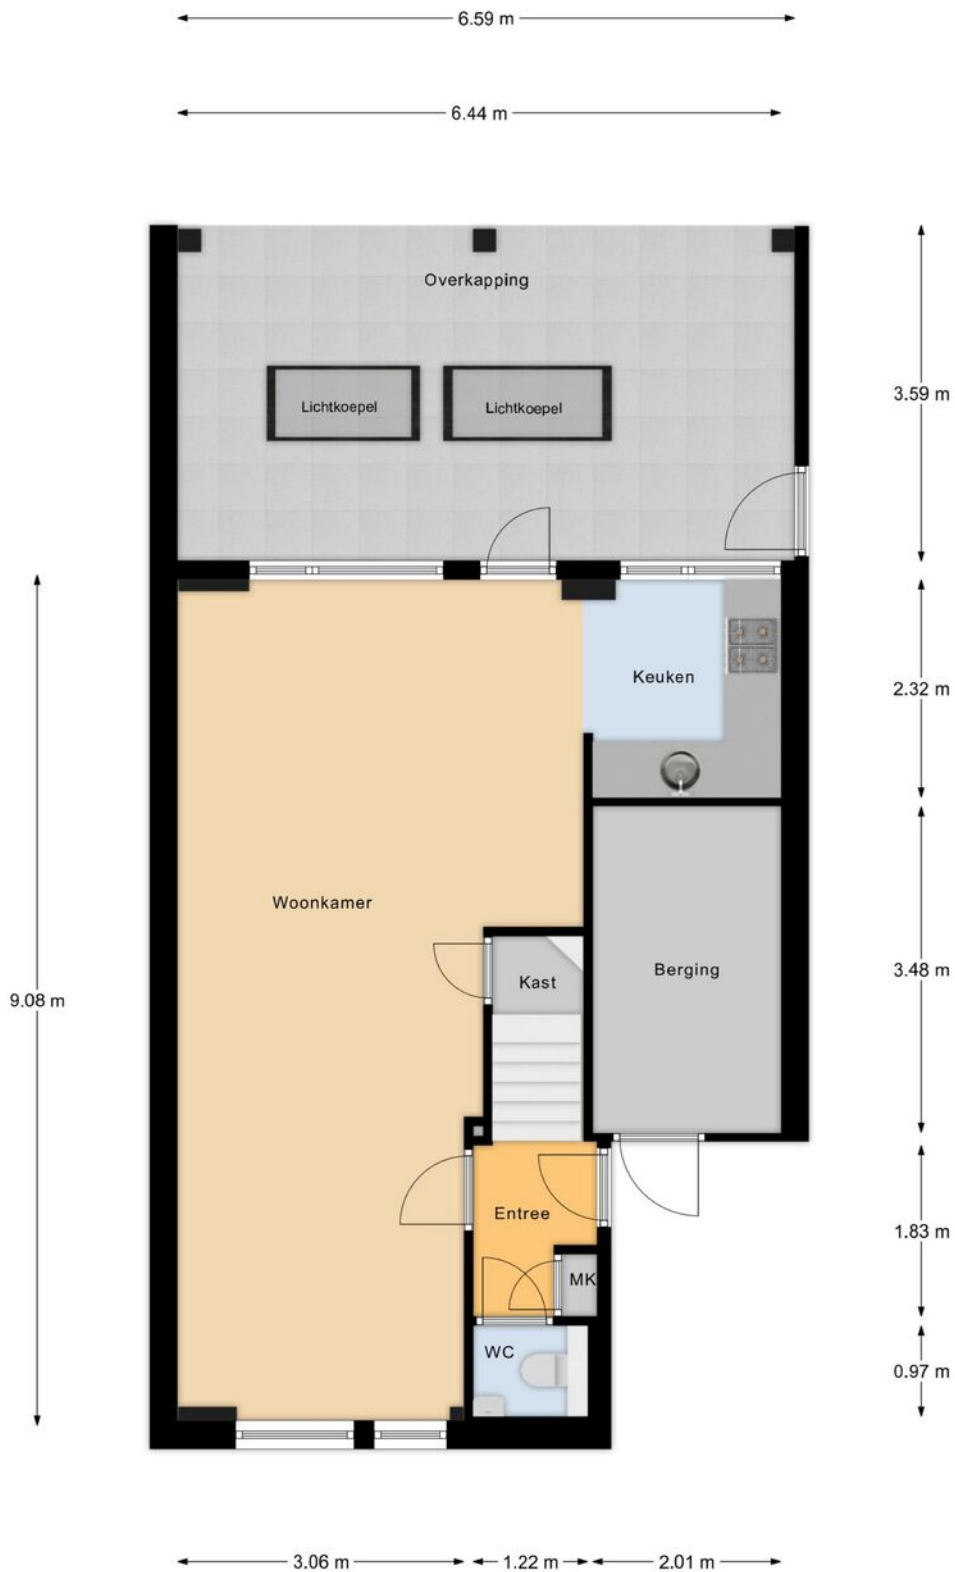 6.59 m
6.44 m
Overkapping
3.59 m
Lichtkoepel
Lichtkoepel
Keuken
2.32 m
Woonkamer
Berging
3.48 m
Kast
9.08 m
Entree
1.83 m
MK
WC
0.97 m
3.06 m
1.22 m
2.01 m